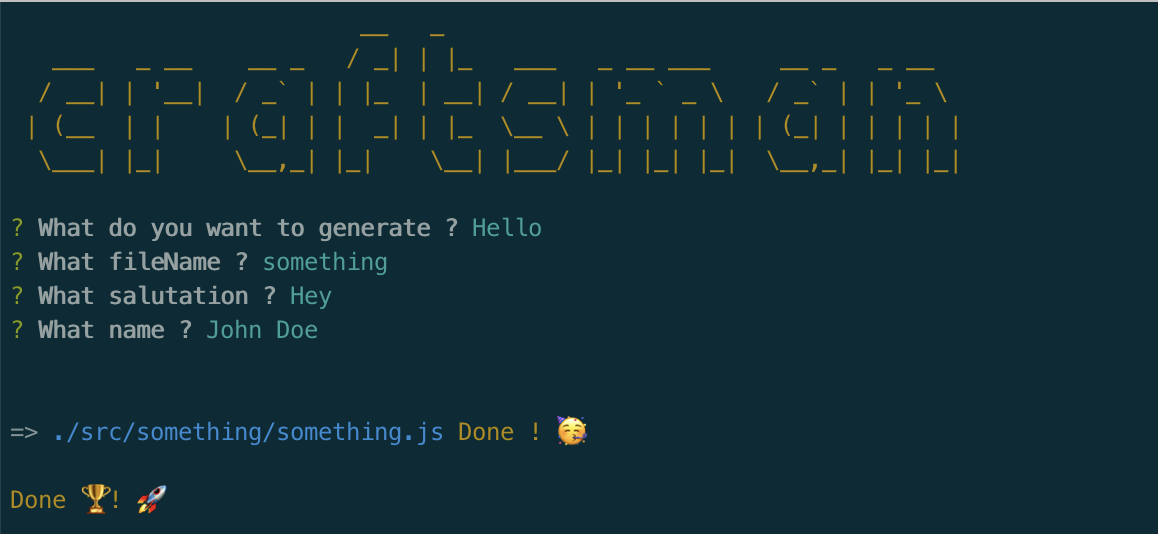 craftsman
? What do you want to generate ? Hello
? What fileName ? something
? What salutation ? Hey
? What name ? John Doe
=> ./src/something/something.js Done ! 🥳
Done 🏆! 🚀